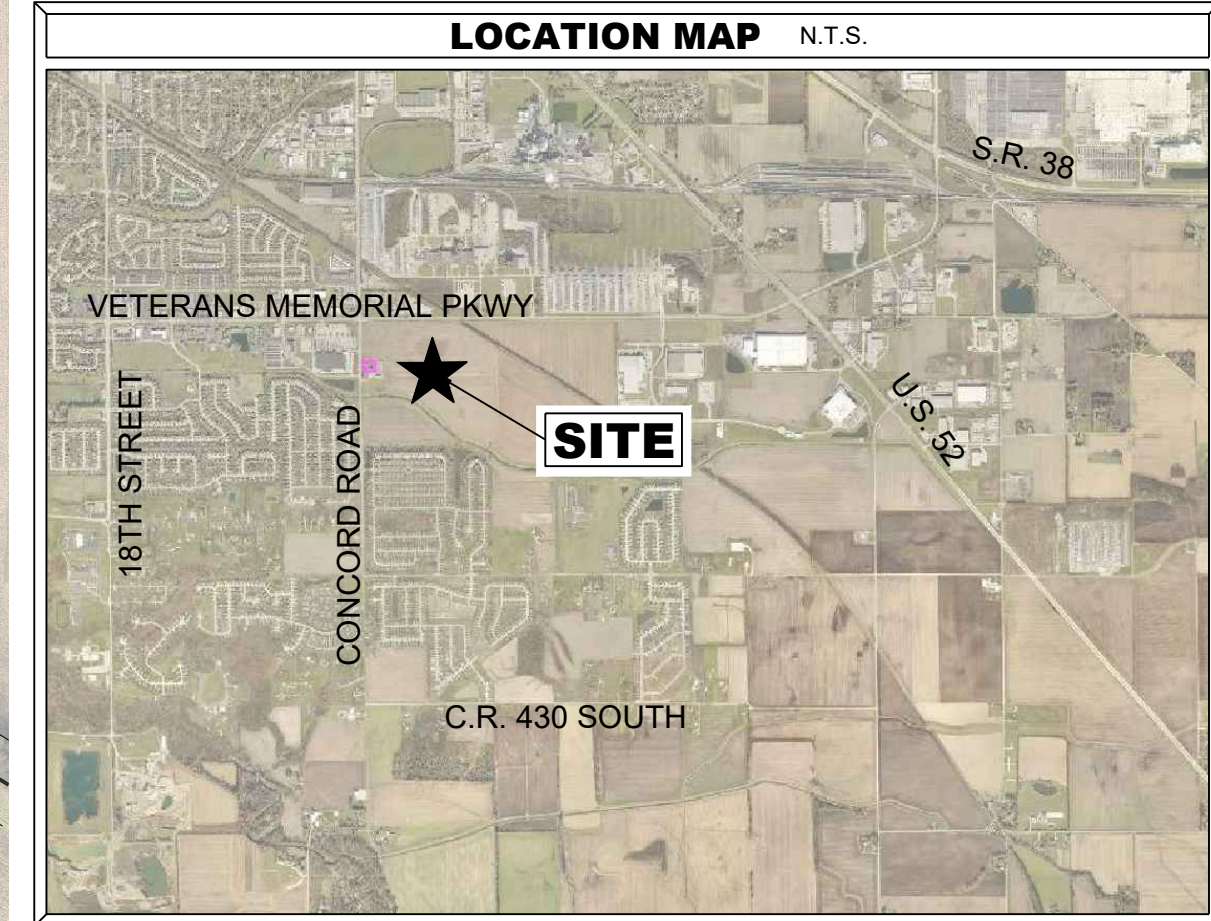 LOCATION MAP N.T.S.
S.R. 38
VETERANS MEMORIAL PKWY
18TH STREET
CONCORD ROAD
SITE
U.S. 52
C.R. 430 SOUTH